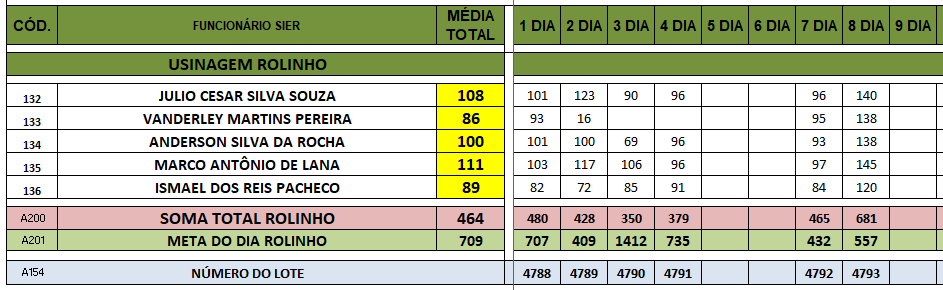 CÓD. FUNCIONÁRIO SIER MÉDIA TOTAL 1 DIA 2 DIA 3 DIA 4 DIA 5 DIA 6 DIA 7 DIA 8 DIA 9 DIA
USINAGEM ROLINHO
132 JULIO CESAR SILVA SOUZA 108 101 123 90 96 96 140
133 VANDERLEY MARTINS PEREIRA 86 93 16 95 138
134 ANDERSON SILVA DA ROCHA 100 101 100 69 96 93 138
135 MARCO ANTÔNIO DE LANA 111 103 117 106 96 97 145
136 ISMAEL DOS REIS PACHECO 89 82 72 85 91 84 120
A200 SOMA TOTAL ROLINHO 464 480 428 350 379 465 681
A201 META DO DIA ROLINHO 709 707 409 1412 735 432 557
A154 NÚMERO DO LOTE 4788 4789 4790 4791 4792 4793